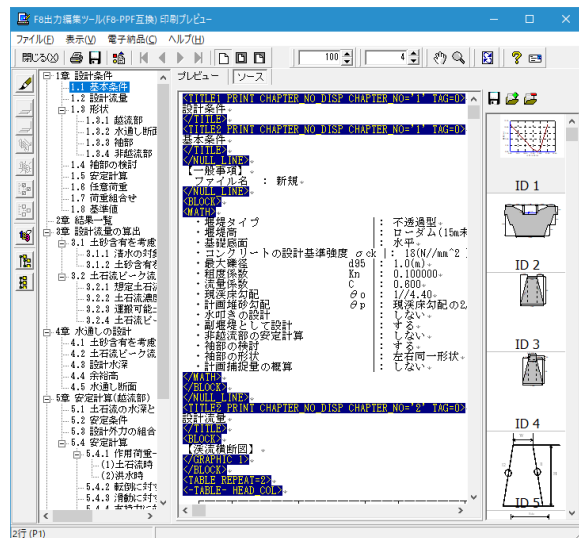 F8出力編集ツール(F8-PPF互換) 印刷プレビュー
ファイル(F) 表示(V) 電子納品(C) ヘルプ(H)
閉じる(X)
100
4
プレビュー ソース
1章 設計条件
1.1 基本条件
1.2 設計流量
1.3 形状
1.3.1 越流部
1.3.2 水通し断面
1.3.3 袖部
1.3.4 非越流部
1.4 袖部の検討
1.5 安定計算
1.6 任意荷重
1.7 荷重組合せ
1.8 基準値
2章 結果一覧
3章 設計流量の算出
3.1 土砂含有を考慮
3.1.1 清水の対象
3.1.2 土砂含有を
3.2 土石流ピーク流
3.2.1 想定土石
3.2.2 土石流濃度
3.2.3 運搬可能土
3.2.4 土石流ピー
4章 水通しの設計
4.1 土砂含有を考慮
4.2 土石流ピーク流
4.3 設計水深
4.4 余裕高
4.5 水通し断面
5章 安定計算(越流部)
5.1 土石流の水深と
5.2 安定条件
5.3 設計外力の組合
5.4 安定計算
5.4.1 作用荷重
(1)土石流時
(2)洪水時
5.4.2 転倒に対す
5.4.3 滑動に対す
<TITLE1 PRINT CHAPTER_NO_DISP CHAPTER_NO='1' TAG=0>
設計条件
</TITLE>
<TITLE2 PRINT CHAPTER_NO_DISP CHAPTER_NO='1' TAG=0>
基本条件
</TITLE>
</NULL_LINE>
【一般事項】
ファイル名 : 新規
</NULL_LINE>
<BLOCK>
<MATH>
・堰堤タイプ |: 不透過型
・堰堤高 |: ローダム(15m未
・基礎底面 |: 水平
・コンクリートの設計基準強度 σck |: 18(N//mm^2
・最大礫径 d95 |: 1.0(m)
・粗度係数 Kn |: 0.100000
・流量係数 C |: 0.600
・現渓床勾配 θo |: 1//4.40
・計画堆砂勾配 θp |: 現渓床勾配の2
・水叩きの設計 |: しない
・副堰堤として設計 |: する
・非越流部の安定計算 |: しない
・袖部の検討 |: する
・袖部の形状 |: 左右同一形状
・計画捕捉量の概算 |: しない
</MATH>
</BLOCK>
</NULL_LINE>
<TITLE2 PRINT CHAPTER_NO_DISP CHAPTER_NO='2' TAG=0>
設計流量
</TITLE>
<BLOCK>
【渓流横断図】
</GRAPHIC 1>
</BLOCK>
<TABLE REPEAT=2>
<-TABLE- HEAD COL>
ID 1
ID 2
ID 3
ID 4
ID 5
2行 (P1)